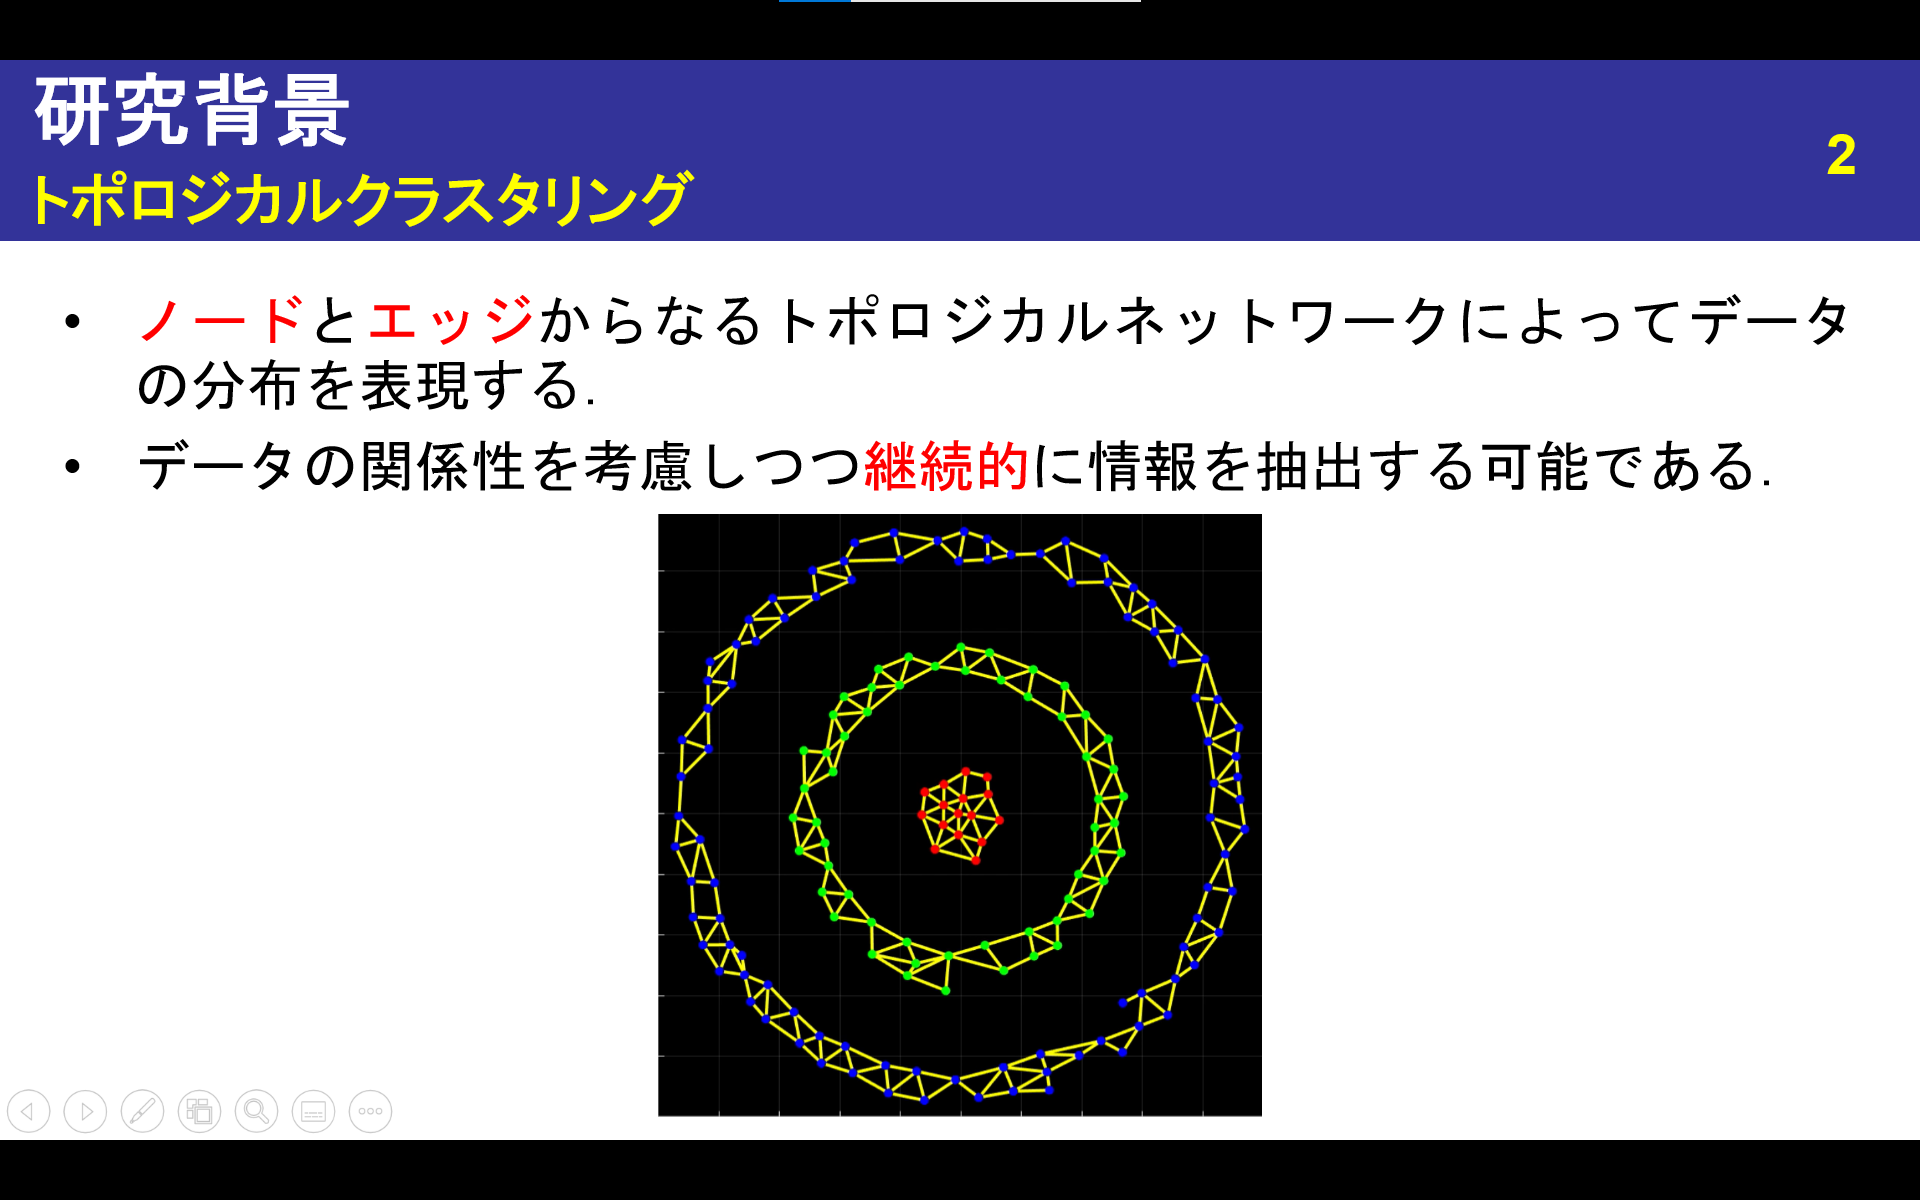 研究背景
トポロジカルクラスタリング
2
• ノードとエッジからなるトポロジカルネットワークによってデータ
の分布を表現する.
• データの関係性を考慮しつつ継続的に情報を抽出する可能である.